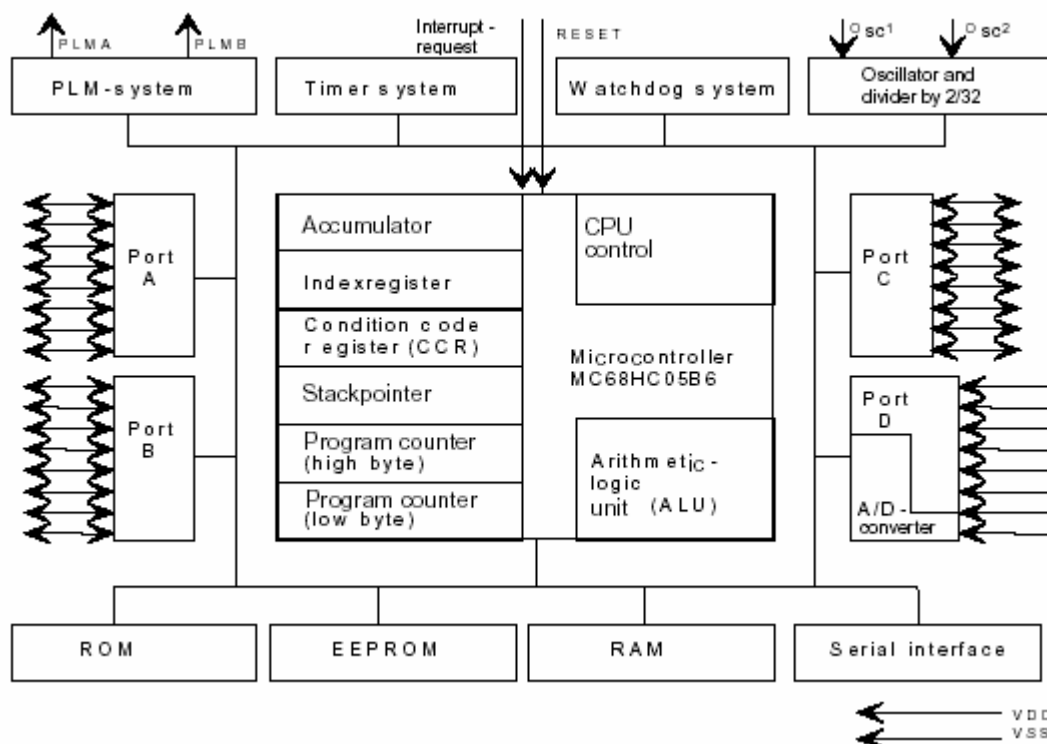 PLMA
PLMB
Interrupt -
request
RESET
Osc1
Osc2
PLM-system
Timer system
Watchdog system
Oscillator and
divider by 2/32
Port
A
Accumulator
Indexregister
Condition code
register (CCR)
Stackpointer
Program counter
(high byte)
Program counter
(low byte)
CPU
control
Microcontroller
MC68HC05B6
Arithmetic-
logic
unit (ALU)
Port
C
Port
B
Port
D
A/D -
converter
ROM
EEPROM
RAM
Serial interface
VDD
VSS